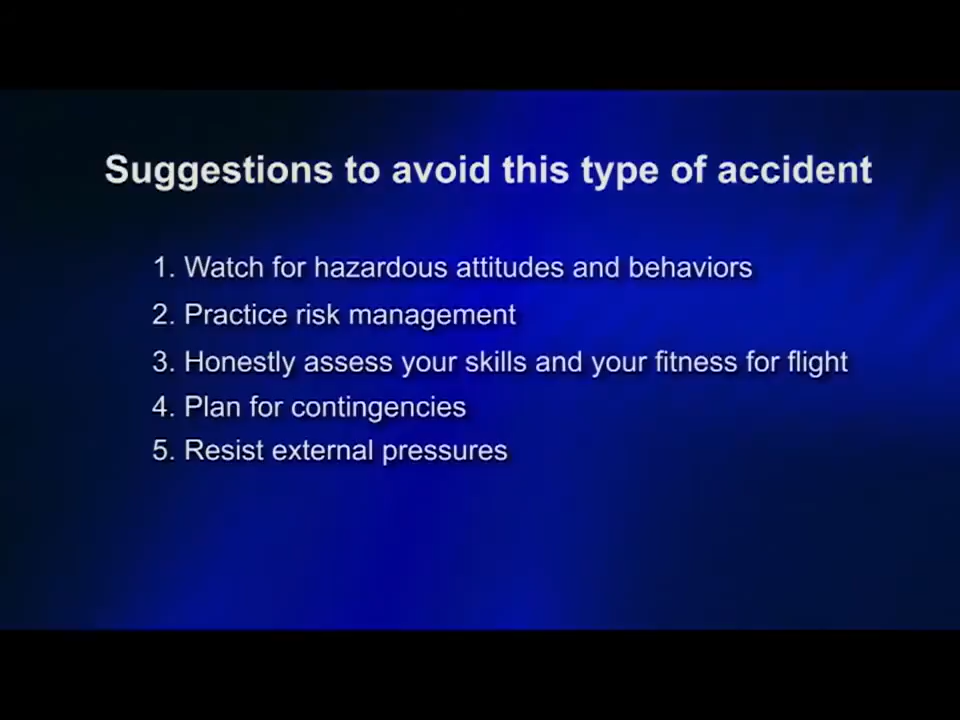 Suggestions to avoid this type of accident
1. Watch for hazardous attitudes and behaviors
2. Practice risk management
3. Honestly assess your skills and your fitness for flight
4. Plan for contingencies
5. Resist external pressures